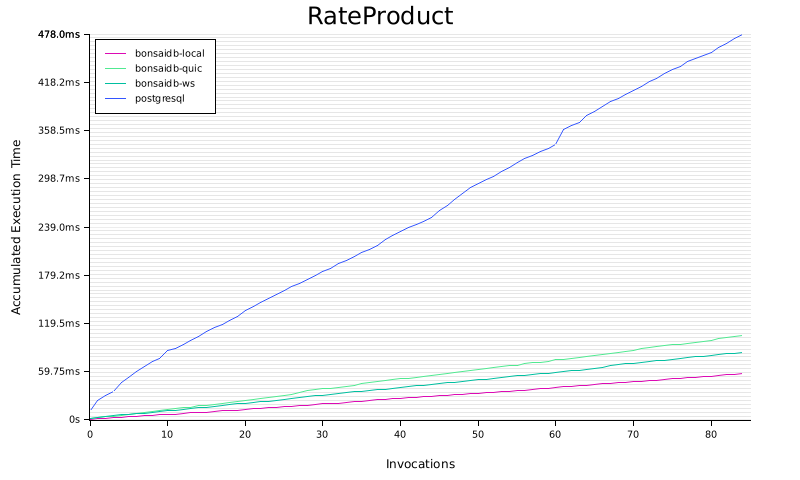 RateProduct
478.0ms
418.2ms
358.5ms
298.7ms
239.0ms
179.2ms
119.5ms
59.75ms
0s
Accumulated Execution Time
bonsaidb-local
bonsaidb-quic
bonsaidb-ws
postgresql
0 10 20 30 40 50 60 70 80
Invocations